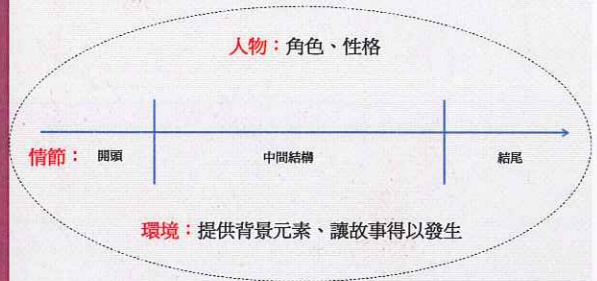 人物：角色、性格
情節： 開頭 中間結構 結尾
環境：提供背景元素、讓故事得以發生